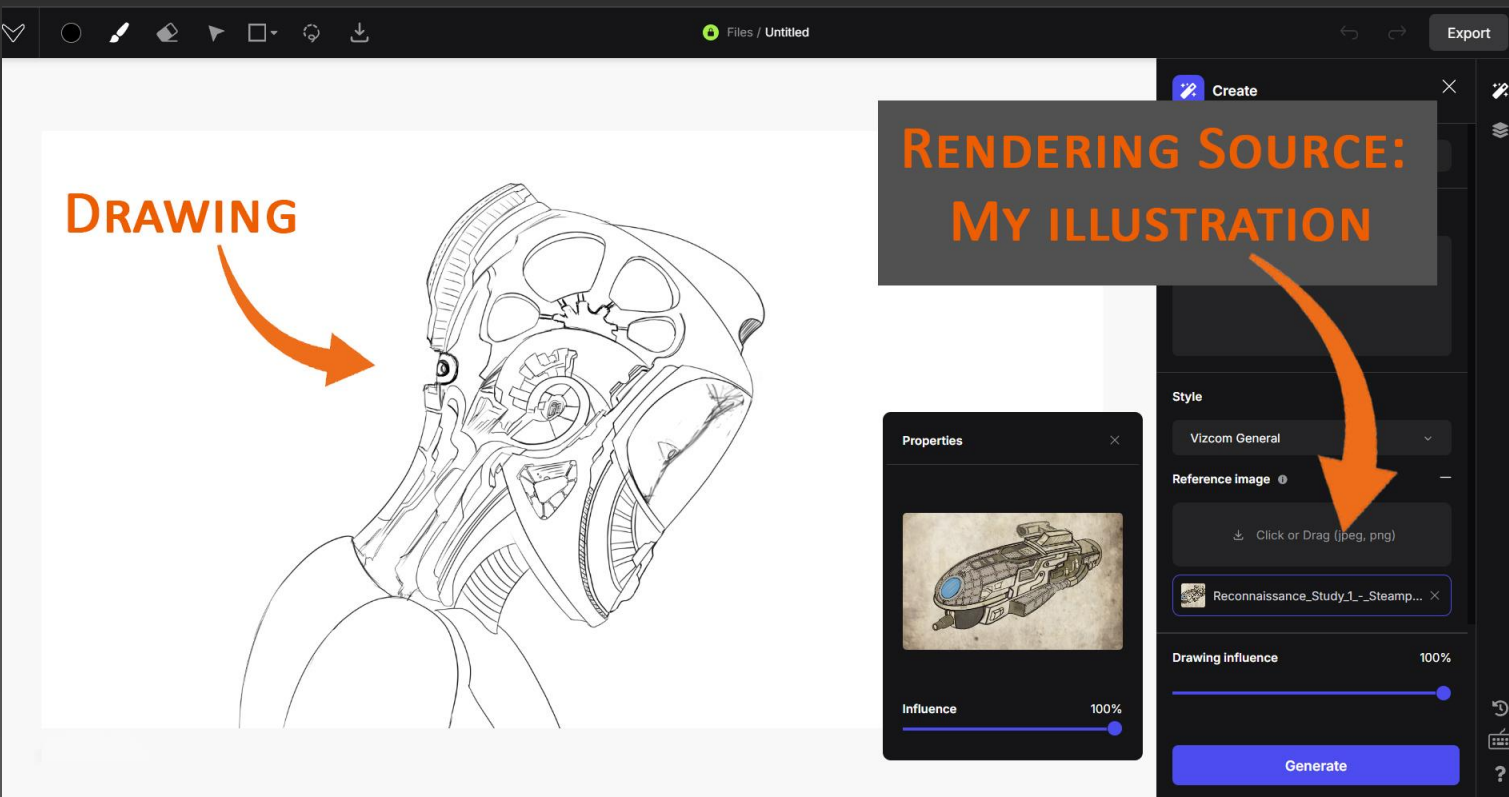 Files / Untitled
Export
Create
RENDERING SOURCE:
MY ILLUSTRATION
DRAWING
Style
Vizcom General
Reference image
Click or Drag (jpeg, png)
Reconnaissance_Study_1_-_Steamp...
Drawing influence 100%
Generate
Properties
Influence 100%
?